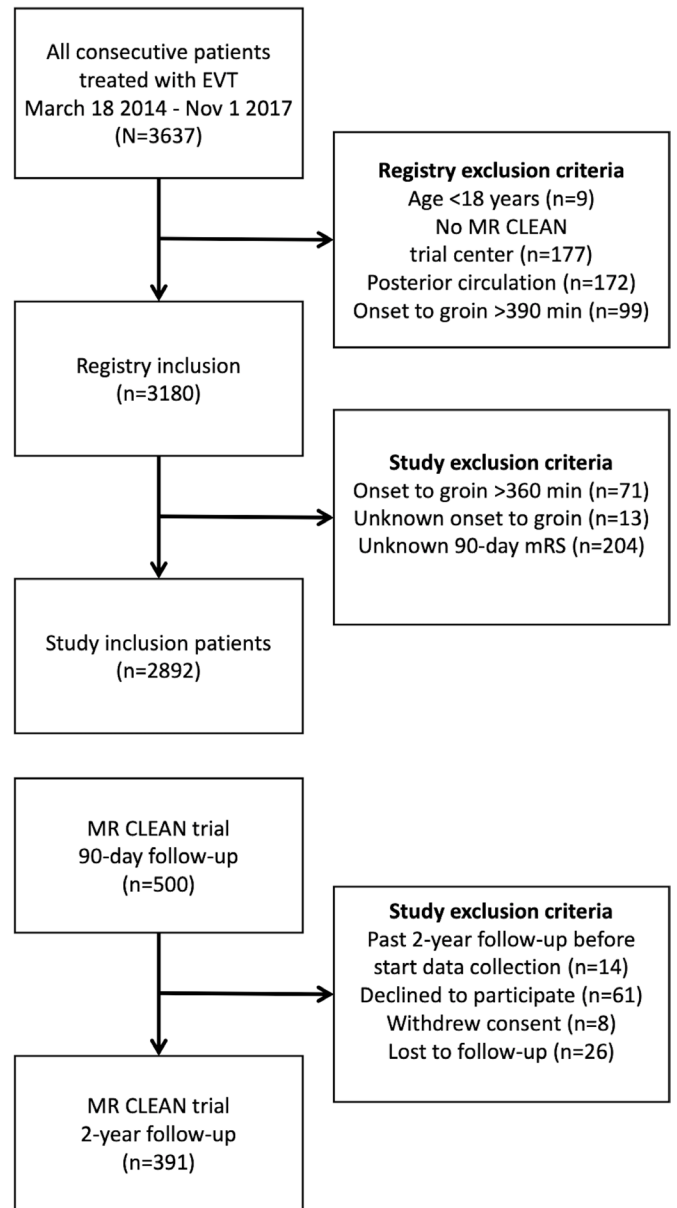 All consecutive patients
treated with EVT
March 18 2014 - Nov 1 2017
(N=3637)
Registry exclusion criteria
Age <18 years (n=9)
No MR CLEAN
trial center (n=177)
Posterior circulation (n=172)
Onset to groin >390 min (n=99)
Registry inclusion
(n=3180)
Study exclusion criteria
Onset to groin >360 min (n=71)
Unknown onset to groin (n=13)
Unknown 90-day mRS (n=204)
Study inclusion patients
(n=2892)
MR CLEAN trial
90-day follow-up
(n=500)
Study exclusion criteria
Past 2-year follow-up before
start data collection (n=14)
Declined to participate (n=61)
Withdrew consent (n=8)
Lost to follow-up (n=26)
MR CLEAN trial
2-year follow-up
(n=391)